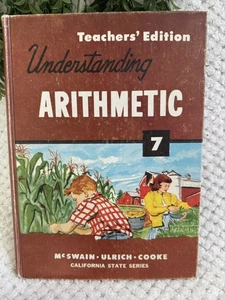 Teachers' Edition
Understanding
ARITHMETIC
7
McSWAIN · ULRICH · COOKE
CALIFORNIA STATE SERIES